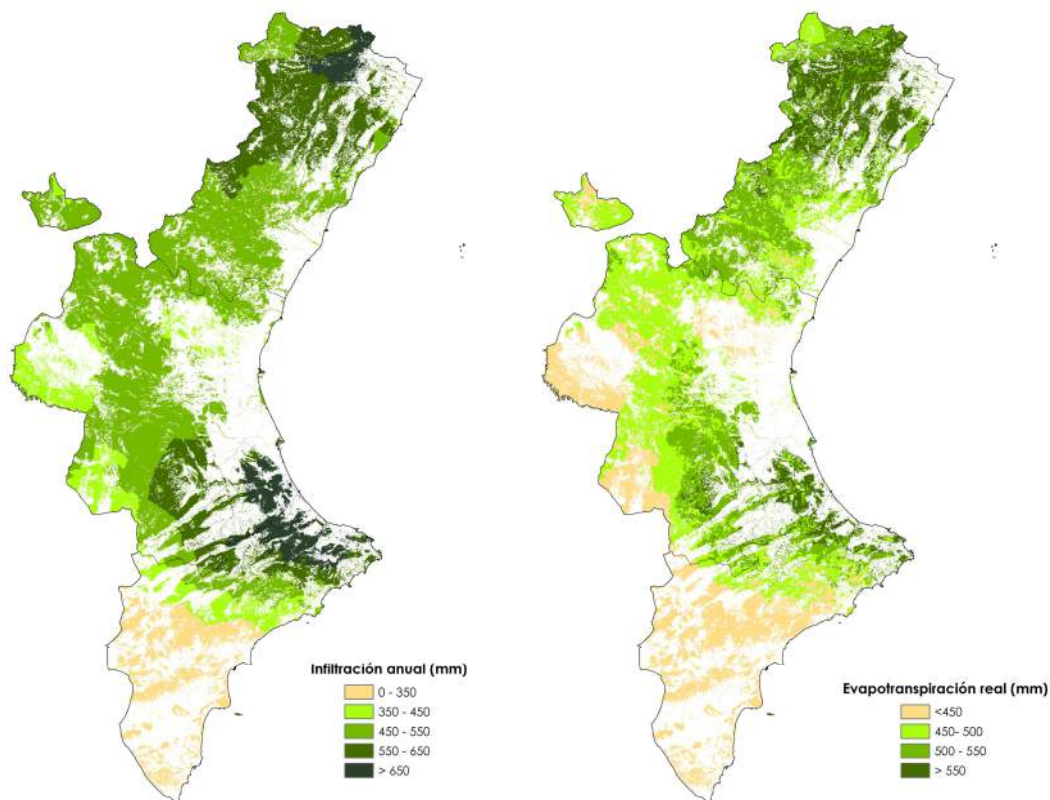 Infiltración anual (mm)
0 - 350
350 - 450
450 - 550
550 - 650
> 650
Evapotranspiración real (mm)
<450
450- 500
500 - 550
> 550